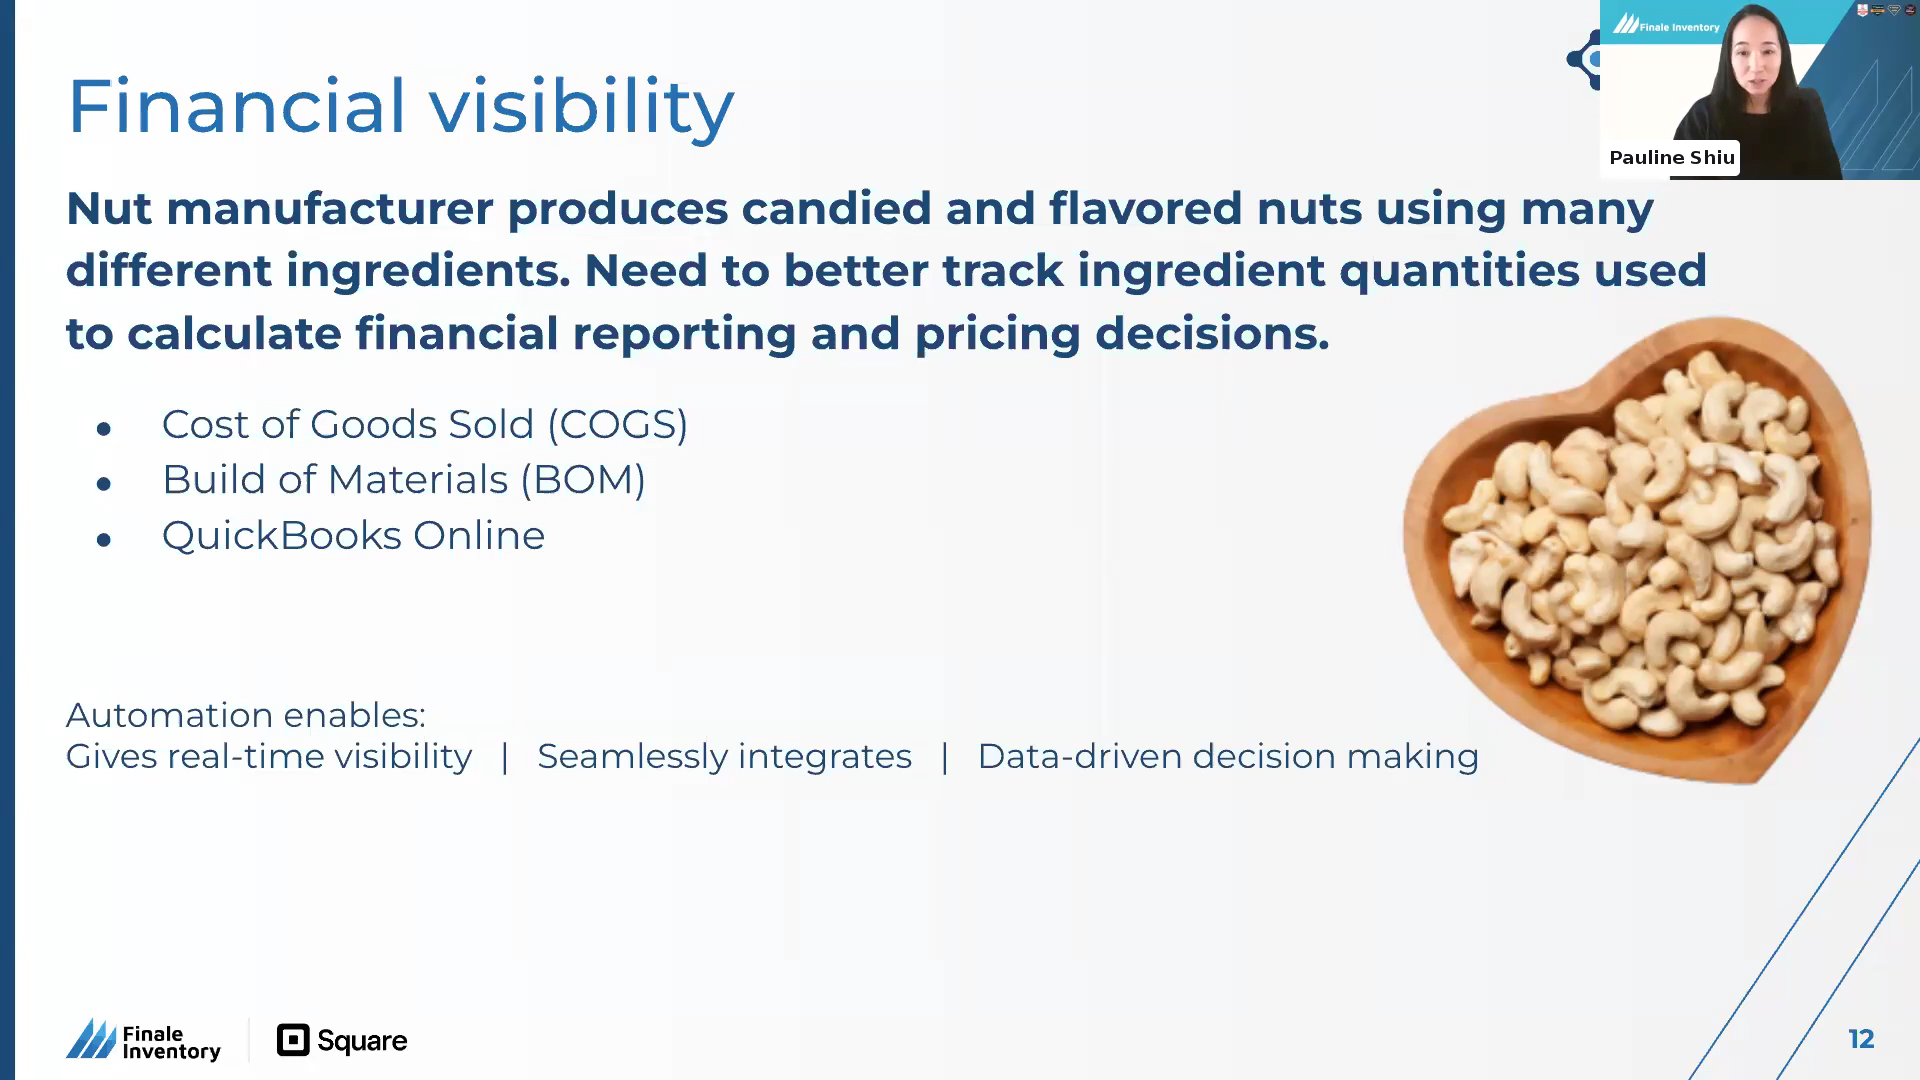 Financial visibility
Finale Inventory
Pauline Shiu
Nut manufacturer produces candied and flavored nuts using many
different ingredients. Need to better track ingredient quantities used
to calculate financial reporting and pricing decisions.
● Cost of Goods Sold (COGS)
● Build of Materials (BOM)
● QuickBooks Online
Automation enables:
Gives real-time visibility | Seamlessly integrates | Data-driven decision making
Finale
Inventory
Square
12